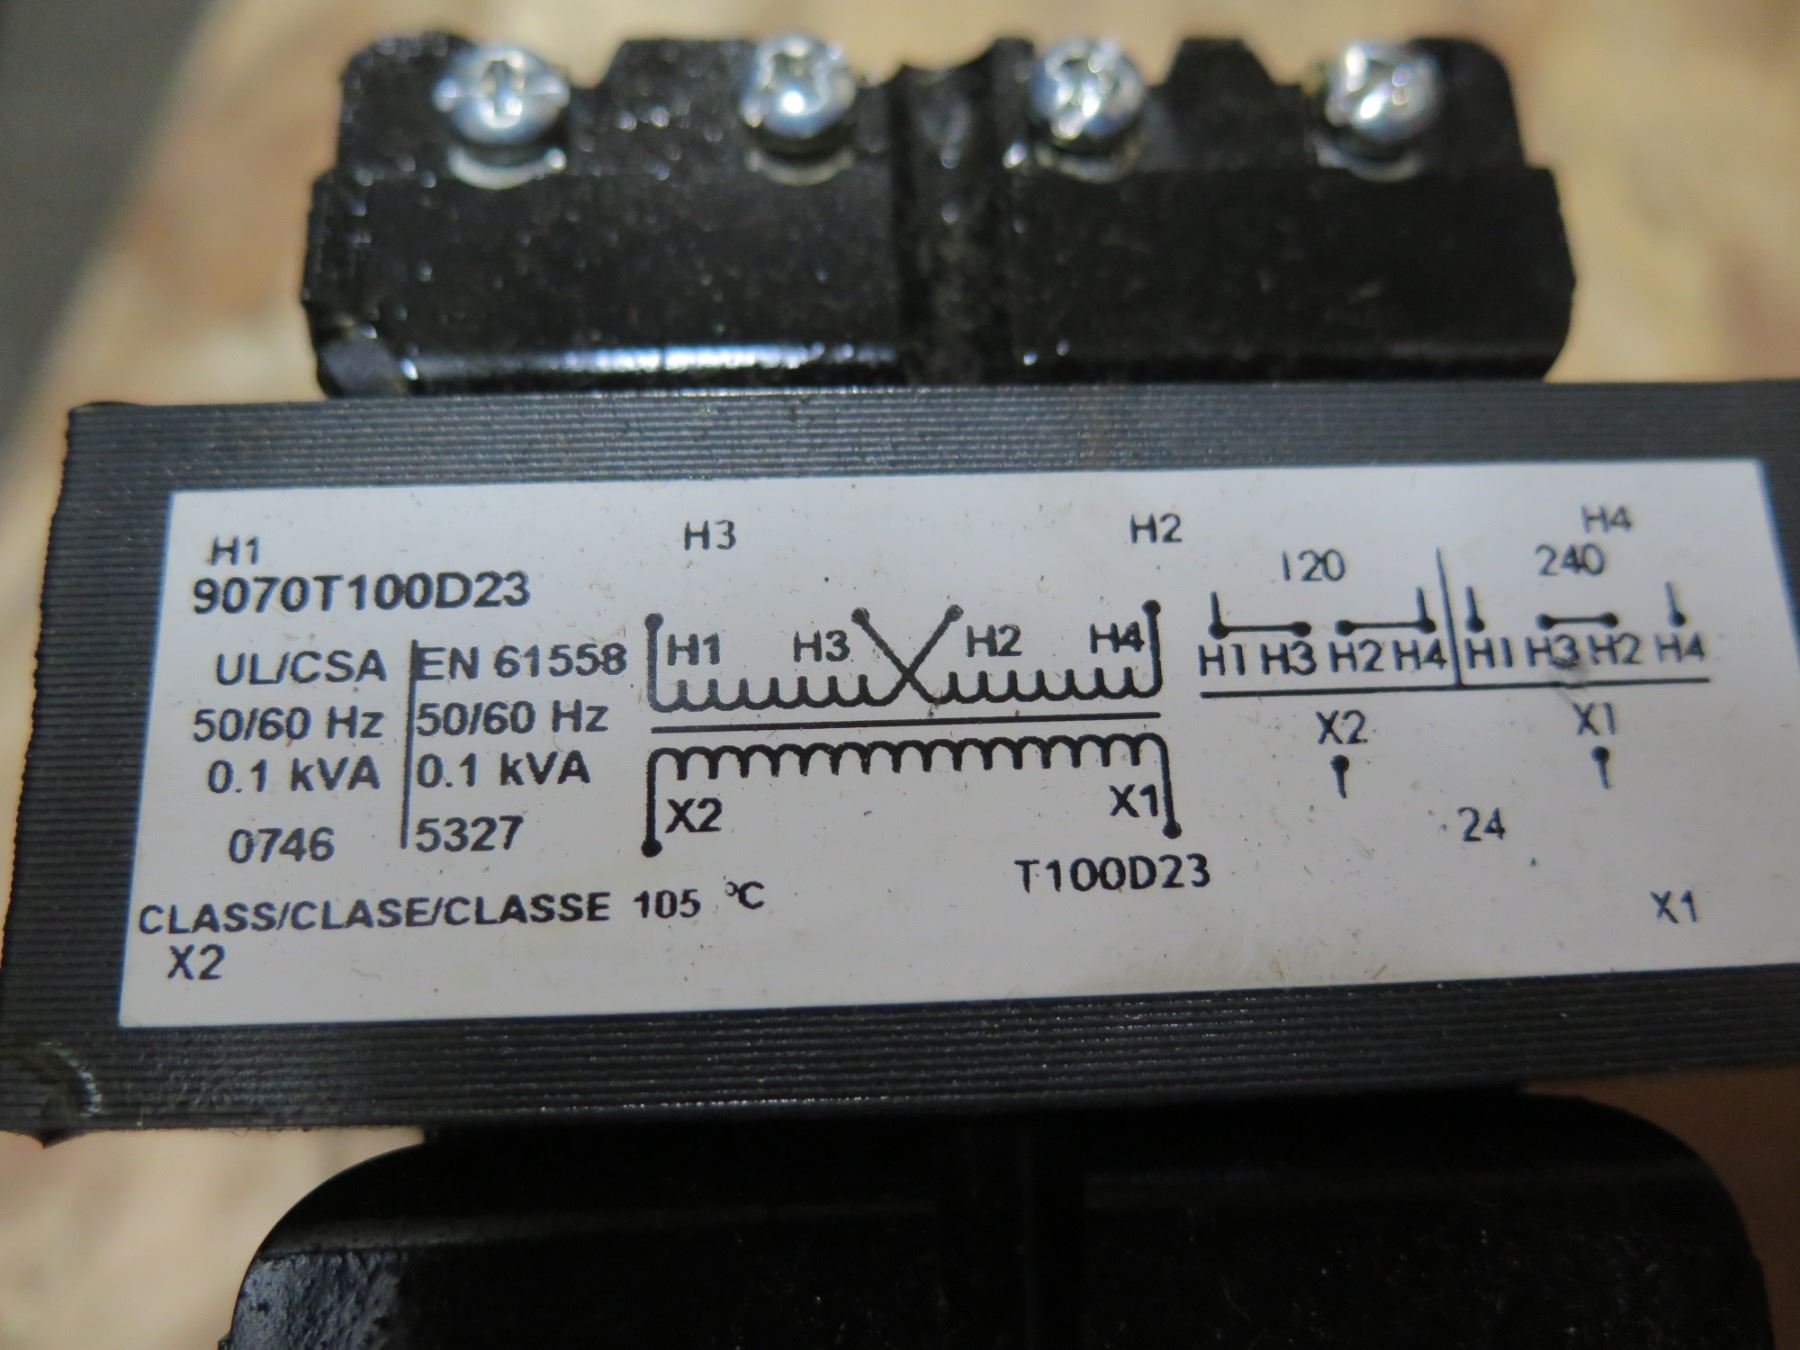 H1 H3 H2 H4
9070T100D23
120 240
UL/CSA EN 61558
H1 H3 H2 H4
H1 H3 H2 H4 H1 H3 H2 H4
50/60 Hz 50/60 Hz
0.1 kVA 0.1 kVA
X2 X1
X2 X1
0746 5327
24
T100D23
CLASS/CLASE/CLASSE 105 °C
X2 X1